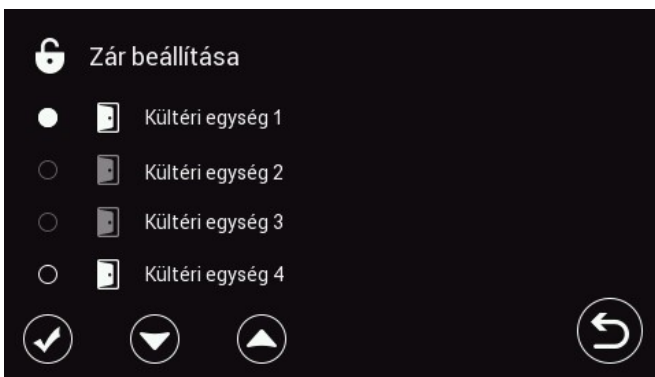 Zár beállítása
Kültéri egység 1
Kültéri egység 2
Kültéri egység 3
Kültéri egység 4